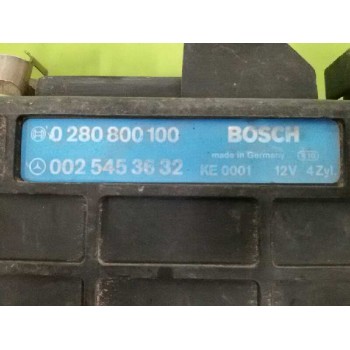 0 280 800 100 BOSCH
made in Germany
002 545 36 32 KE 0001 12V 4 Zyl.